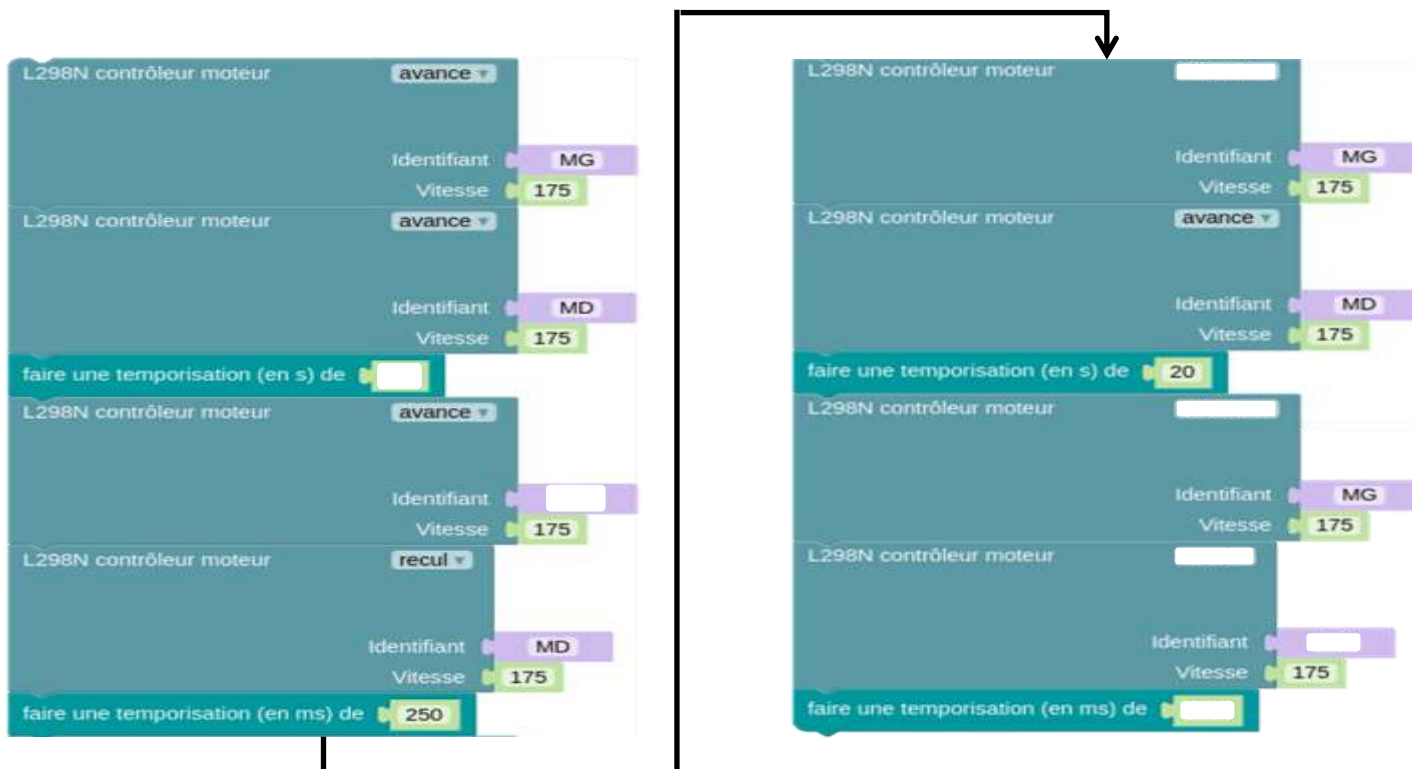 L298N contrôleur moteur avance
Identifiant MG
Vitesse 175
L298N contrôleur moteur avance
Identifiant MD
Vitesse 175
faire une temporisation (en s) de
L298N contrôleur moteur avance
Identifiant
Vitesse 175
L298N contrôleur moteur recul
Identifiant MD
Vitesse 175
faire une temporisation (en ms) de 250
L298N contrôleur moteur
Identifiant MG
Vitesse 175
L298N contrôleur moteur avance
Identifiant MD
Vitesse 175
faire une temporisation (en s) de 20
L298N contrôleur moteur
Identifiant MG
Vitesse 175
L298N contrôleur moteur
Identifiant
Vitesse 175
faire une temporisation (en ms) de